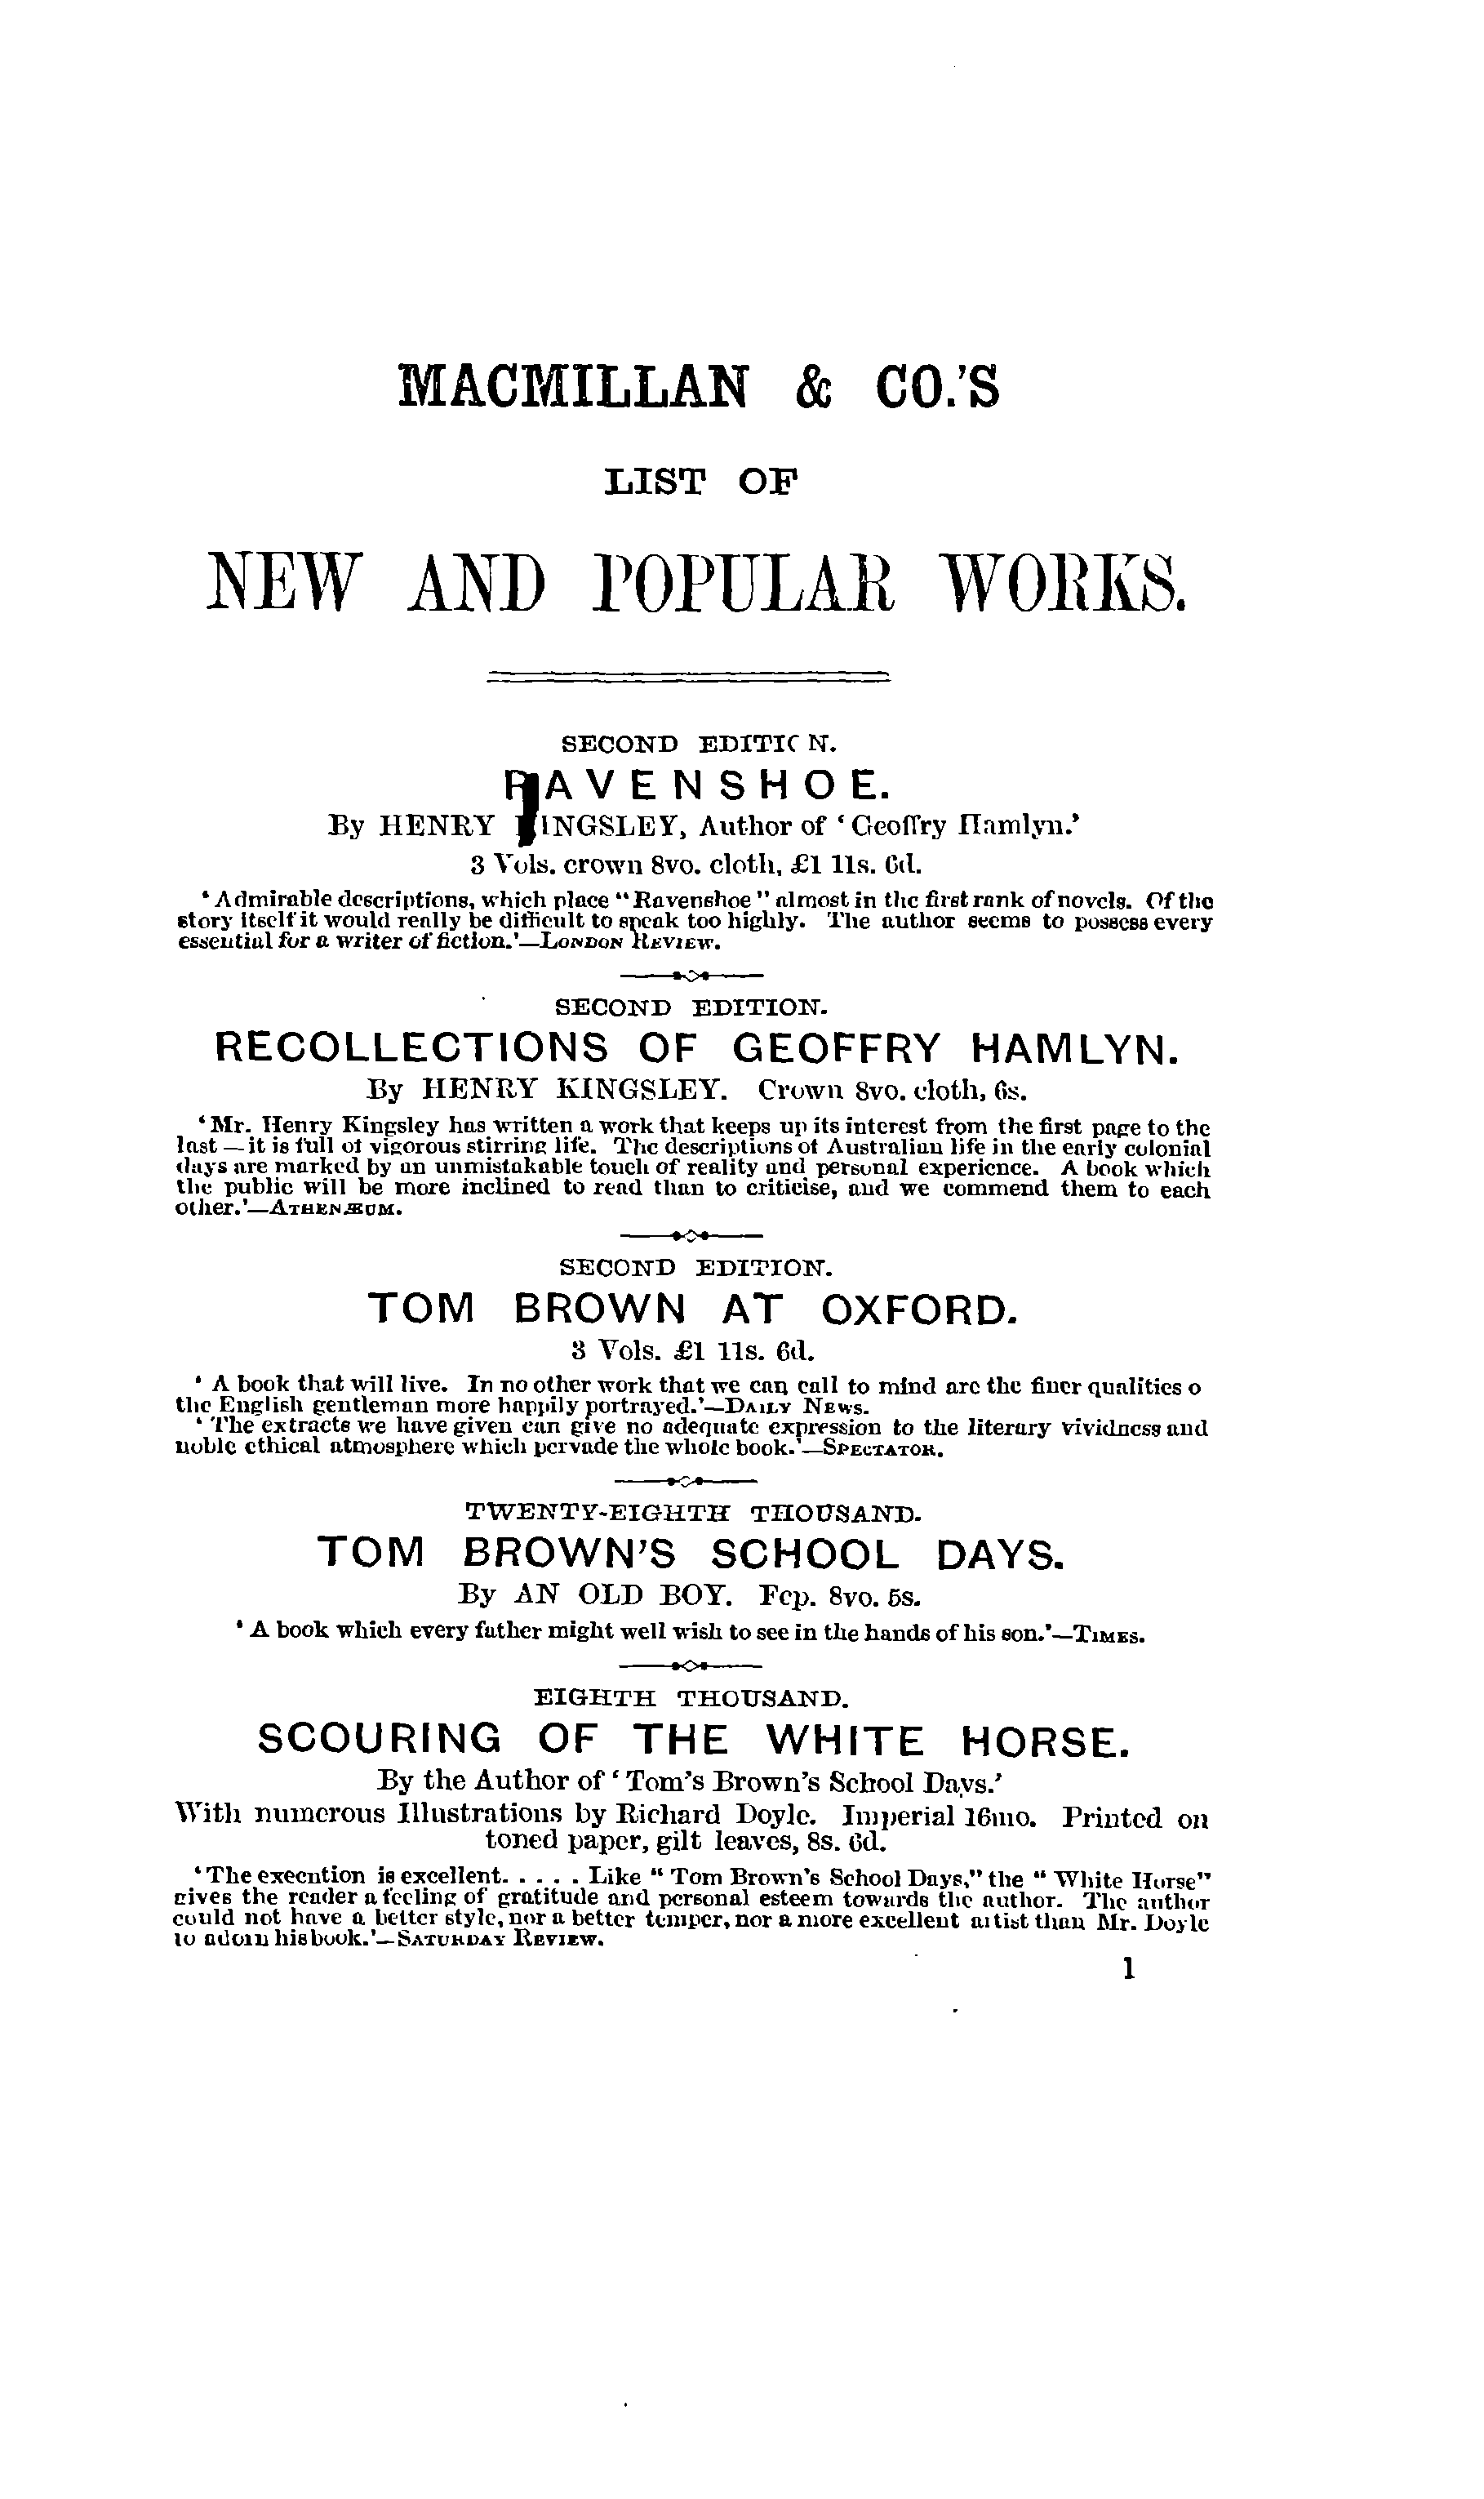 MACMILLAN & CO.'S
LIST OF
NEW AND POPULAR WORKS.
SECOND EDITION.
RAVENSHOE.
By HENRY KINGSLEY, Author of ‘Geoffry Hamlyn.’
3 Vols. crown 8vo. cloth, £1 11s. 6d.
‘Admirable descriptions, which place “Ravenshoe” almost in the first rank of novels. Of the
story itself it would really be difficult to speak too highly. The author seems to possess every
essential for a writer of fiction.’—LONDON REVIEW.
SECOND EDITION.
RECOLLECTIONS OF GEOFFRY HAMLYN.
By HENRY KINGSLEY. Crown 8vo. cloth, 6s.
‘Mr. Henry Kingsley has written a work that keeps up its interest from the first page to the
last — it is full of vigorous stirring life. The descriptions of Australian life in the early colonial
days are marked by an unmistakable touch of reality and personal experience. A book which
the public will be more inclined to read than to criticise, and we commend them to each
other.’—ATHENÆUM.
SECOND EDITION.
TOM BROWN AT OXFORD.
3 Vols. £1 11s. 6d.
‘A book that will live. In no other work that we can call to mind are the finer qualities o
the English gentleman more happily portrayed.’—DAILY NEWS.
‘The extracts we have given can give no adequate expression to the literary vividness and
noble ethical atmosphere which pervade the whole book.’—SPECTATOR.
TWENTY-EIGHTH THOUSAND.
TOM BROWN'S SCHOOL DAYS.
By AN OLD BOY. Fcp. 8vo. 5s.
‘A book which every father might well wish to see in the hands of his son.’—TIMES.
EIGHTH THOUSAND.
SCOURING OF THE WHITE HORSE.
By the Author of ‘Tom's Brown's School Days.’
With numerous Illustrations by Richard Doyle. Imperial 16mo. Printed on
toned paper, gilt leaves, 8s. 6d.
‘The execution is excellent. . . . . Like “Tom Brown's School Days,” the “White Horse”
gives the reader a feeling of gratitude and personal esteem towards the author. The author
could not have a better style, nor a better temper, nor a more excellent artist than Mr. Doyle
to adorn his book.’—SATURDAY REVIEW.
1